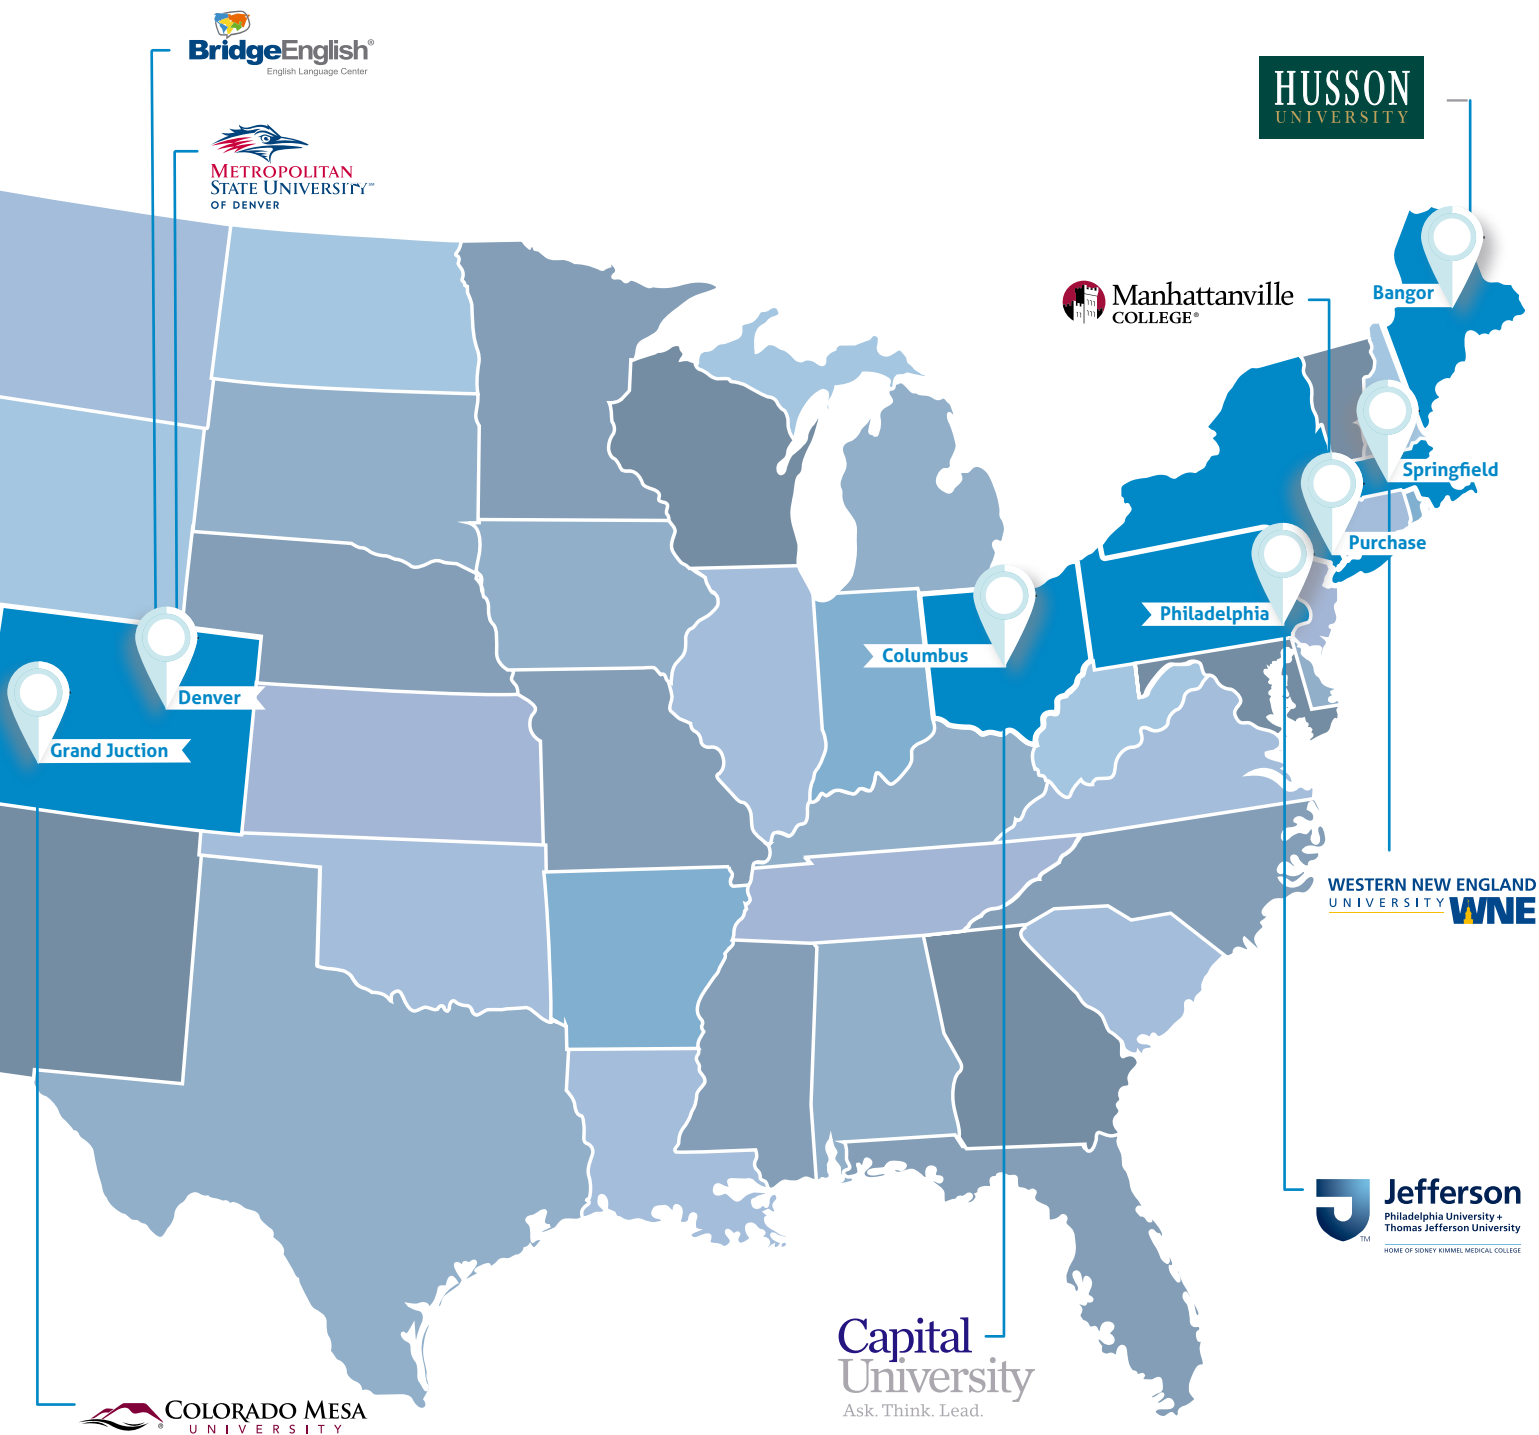 BridgeEnglish®
English Language Center
HUSSON
UNIVERSITY
METROPOLITAN
STATE UNIVERSITY℠
OF DENVER
Manhattanville
COLLEGE®
Bangor
Springfield
Purchase
Philadelphia
Columbus
Denver
Grand Juction
WESTERN NEW ENGLAND
UNIVERSITY WNE
Jefferson
Philadelphia University +
Thomas Jefferson University
TM
HOME OF SIDNEY KIMMEL MEDICAL COLLEGE
Capital
University
Ask. Think. Lead.
COLORADO MESA
® UNIVERSITY